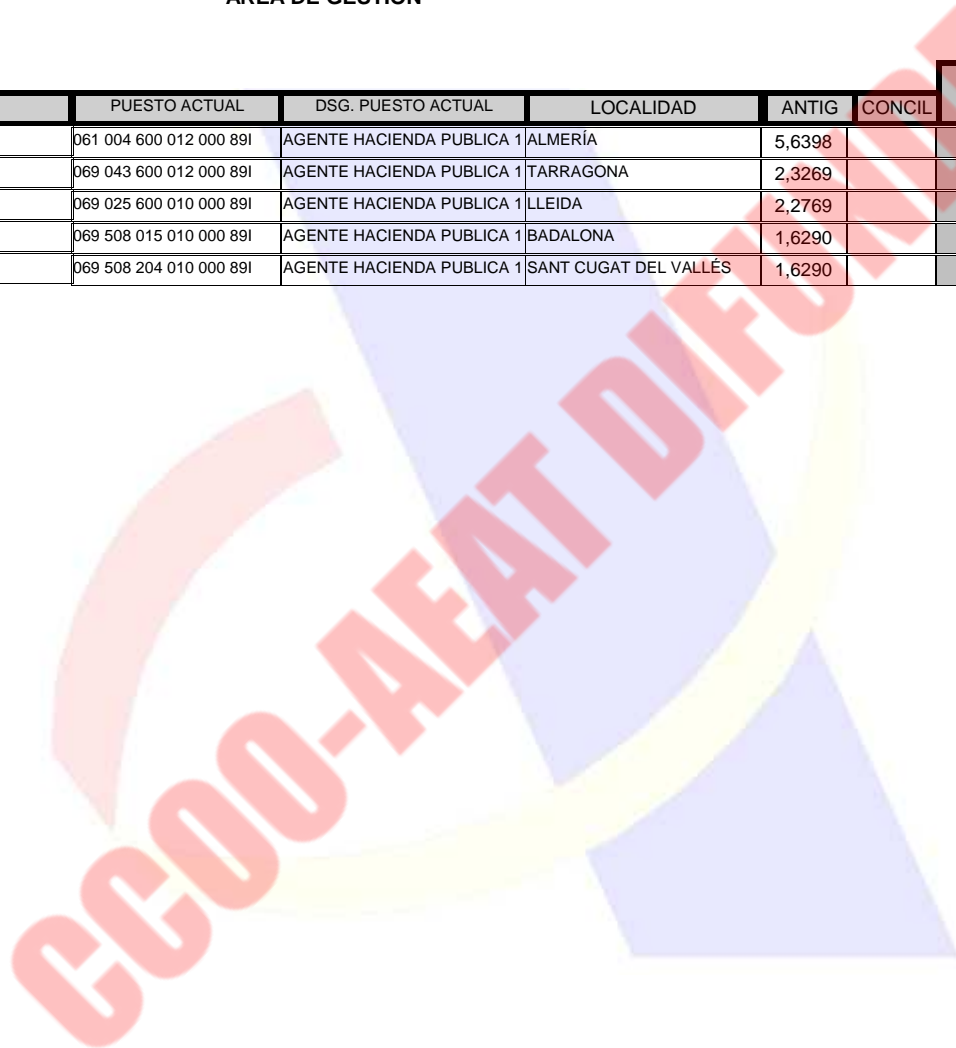 ÁREA DE GESTIÓN
PUESTO ACTUAL DSG. PUESTO ACTUAL LOCALIDAD ANTIG CONCIL
061 004 600 012 000 89I AGENTE HACIENDA PUBLICA 1 ALMERÍA 5,6398
069 043 600 012 000 89I AGENTE HACIENDA PUBLICA 1 TARRAGONA 2,3269
069 025 600 010 000 89I AGENTE HACIENDA PUBLICA 1 LLEIDA 2,2769
069 508 015 010 000 89I AGENTE HACIENDA PUBLICA 1 BADALONA 1,6290
069 508 204 010 000 89I AGENTE HACIENDA PUBLICA 1 SANT CUGAT DEL VALLÉS 1,6290
CCOO-AEAT DIFUND